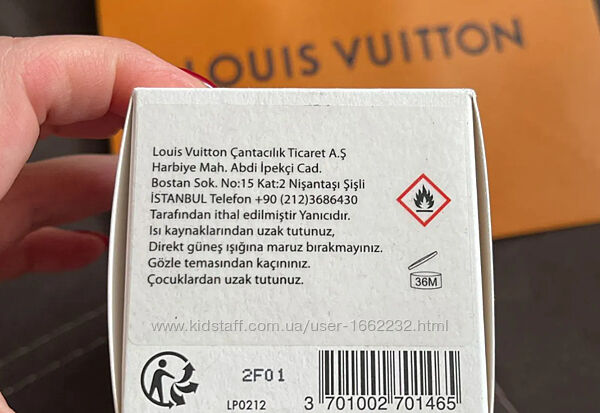 LOUIS VUITTON
Louis Vuitton Çantacılık Ticaret A.Ş
Harbiye Mah. Abdi İpekçi Cad.
Bostan Sok. No:15 Kat:2 Nişantaşı Şişli
İSTANBUL Telefon +90 (212)3686430
Tarafından ithal edilmiştir Yanıcıdır.
Isı kaynaklarından uzak tutunuz,
Direkt güneş ışığına maruz bırakmayınız.
Gözle temasından kaçınınız.
Çocuklardan uzak tutunuz.
36M
www.kidstaff.com.ua/user-1662232.html
2F01
LP0212
3 701002 701465